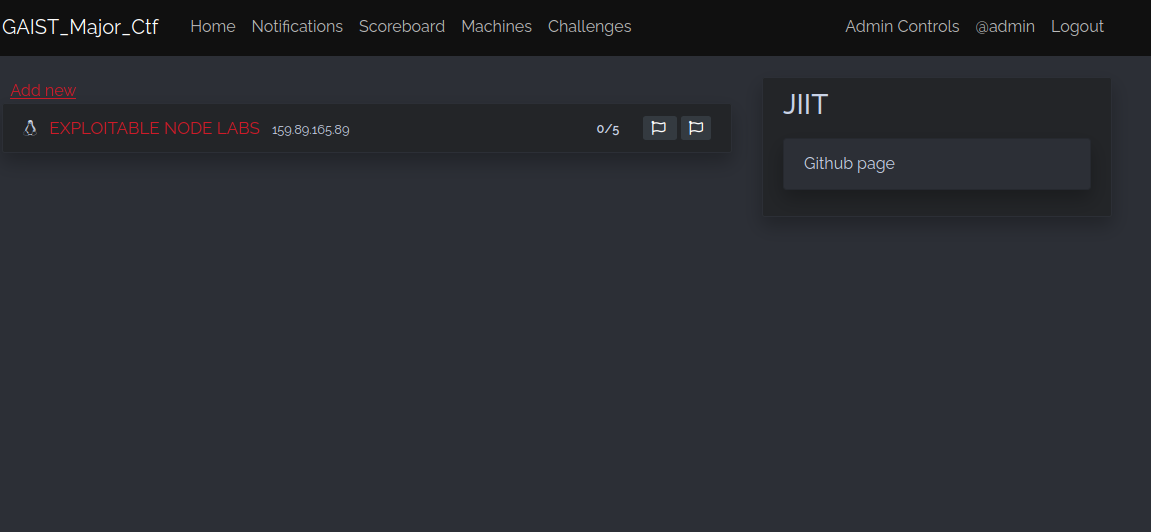 GAIST_Major_Ctf Home Notifications Scoreboard Machines Challenges Admin Controls @admin Logout
Add new
EXPLOITABLE NODE LABS 159.89.165.89 0/5
JIIT
Github page